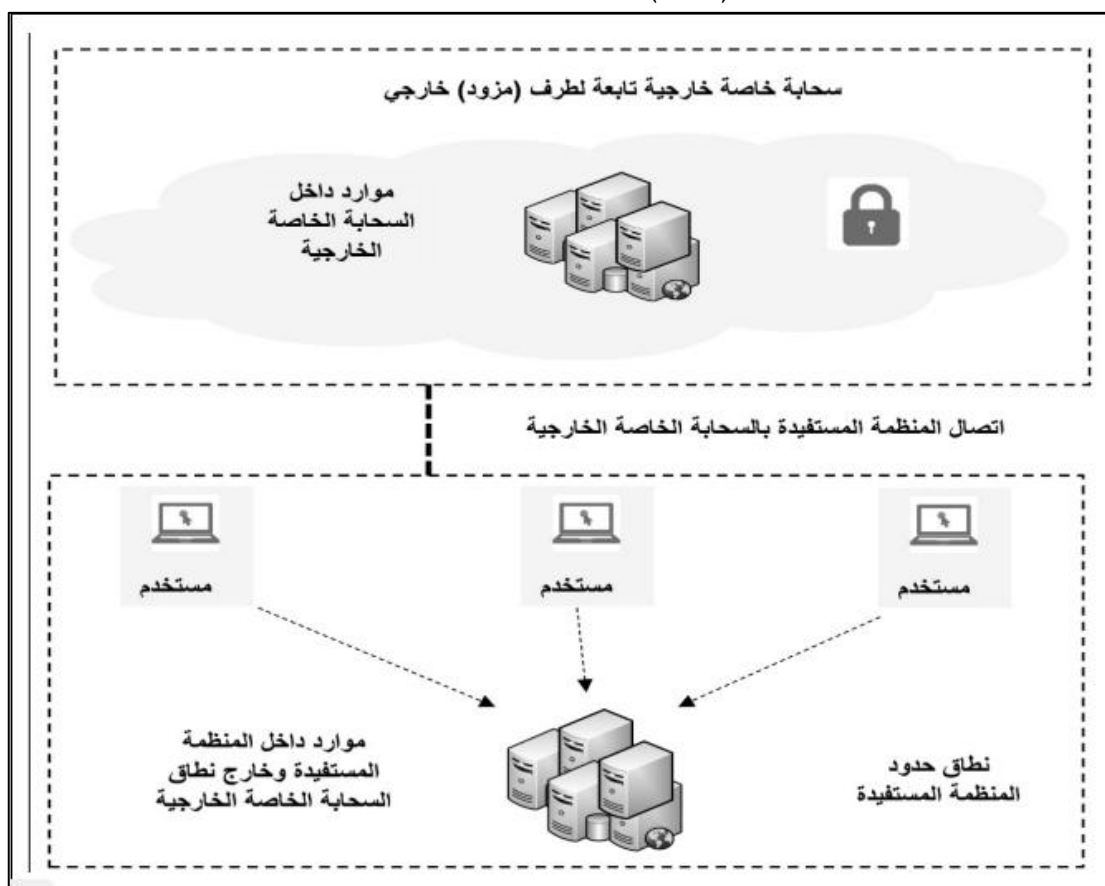 سحابة خاصة خارجية تابعة لطرف (مزود) خارجي
موارد داخل
السحابة الخاصة
الخارجية
اتصال المنظمة المستفيدة بالسحابة الخاصة الخارجية
مستخدم
مستخدم
مستخدم
نطاق حدود
المنظمة المستفيدة
موارد داخل المنظمة
المستفيدة وخارج نطاق
السحابة الخاصة الخارجية